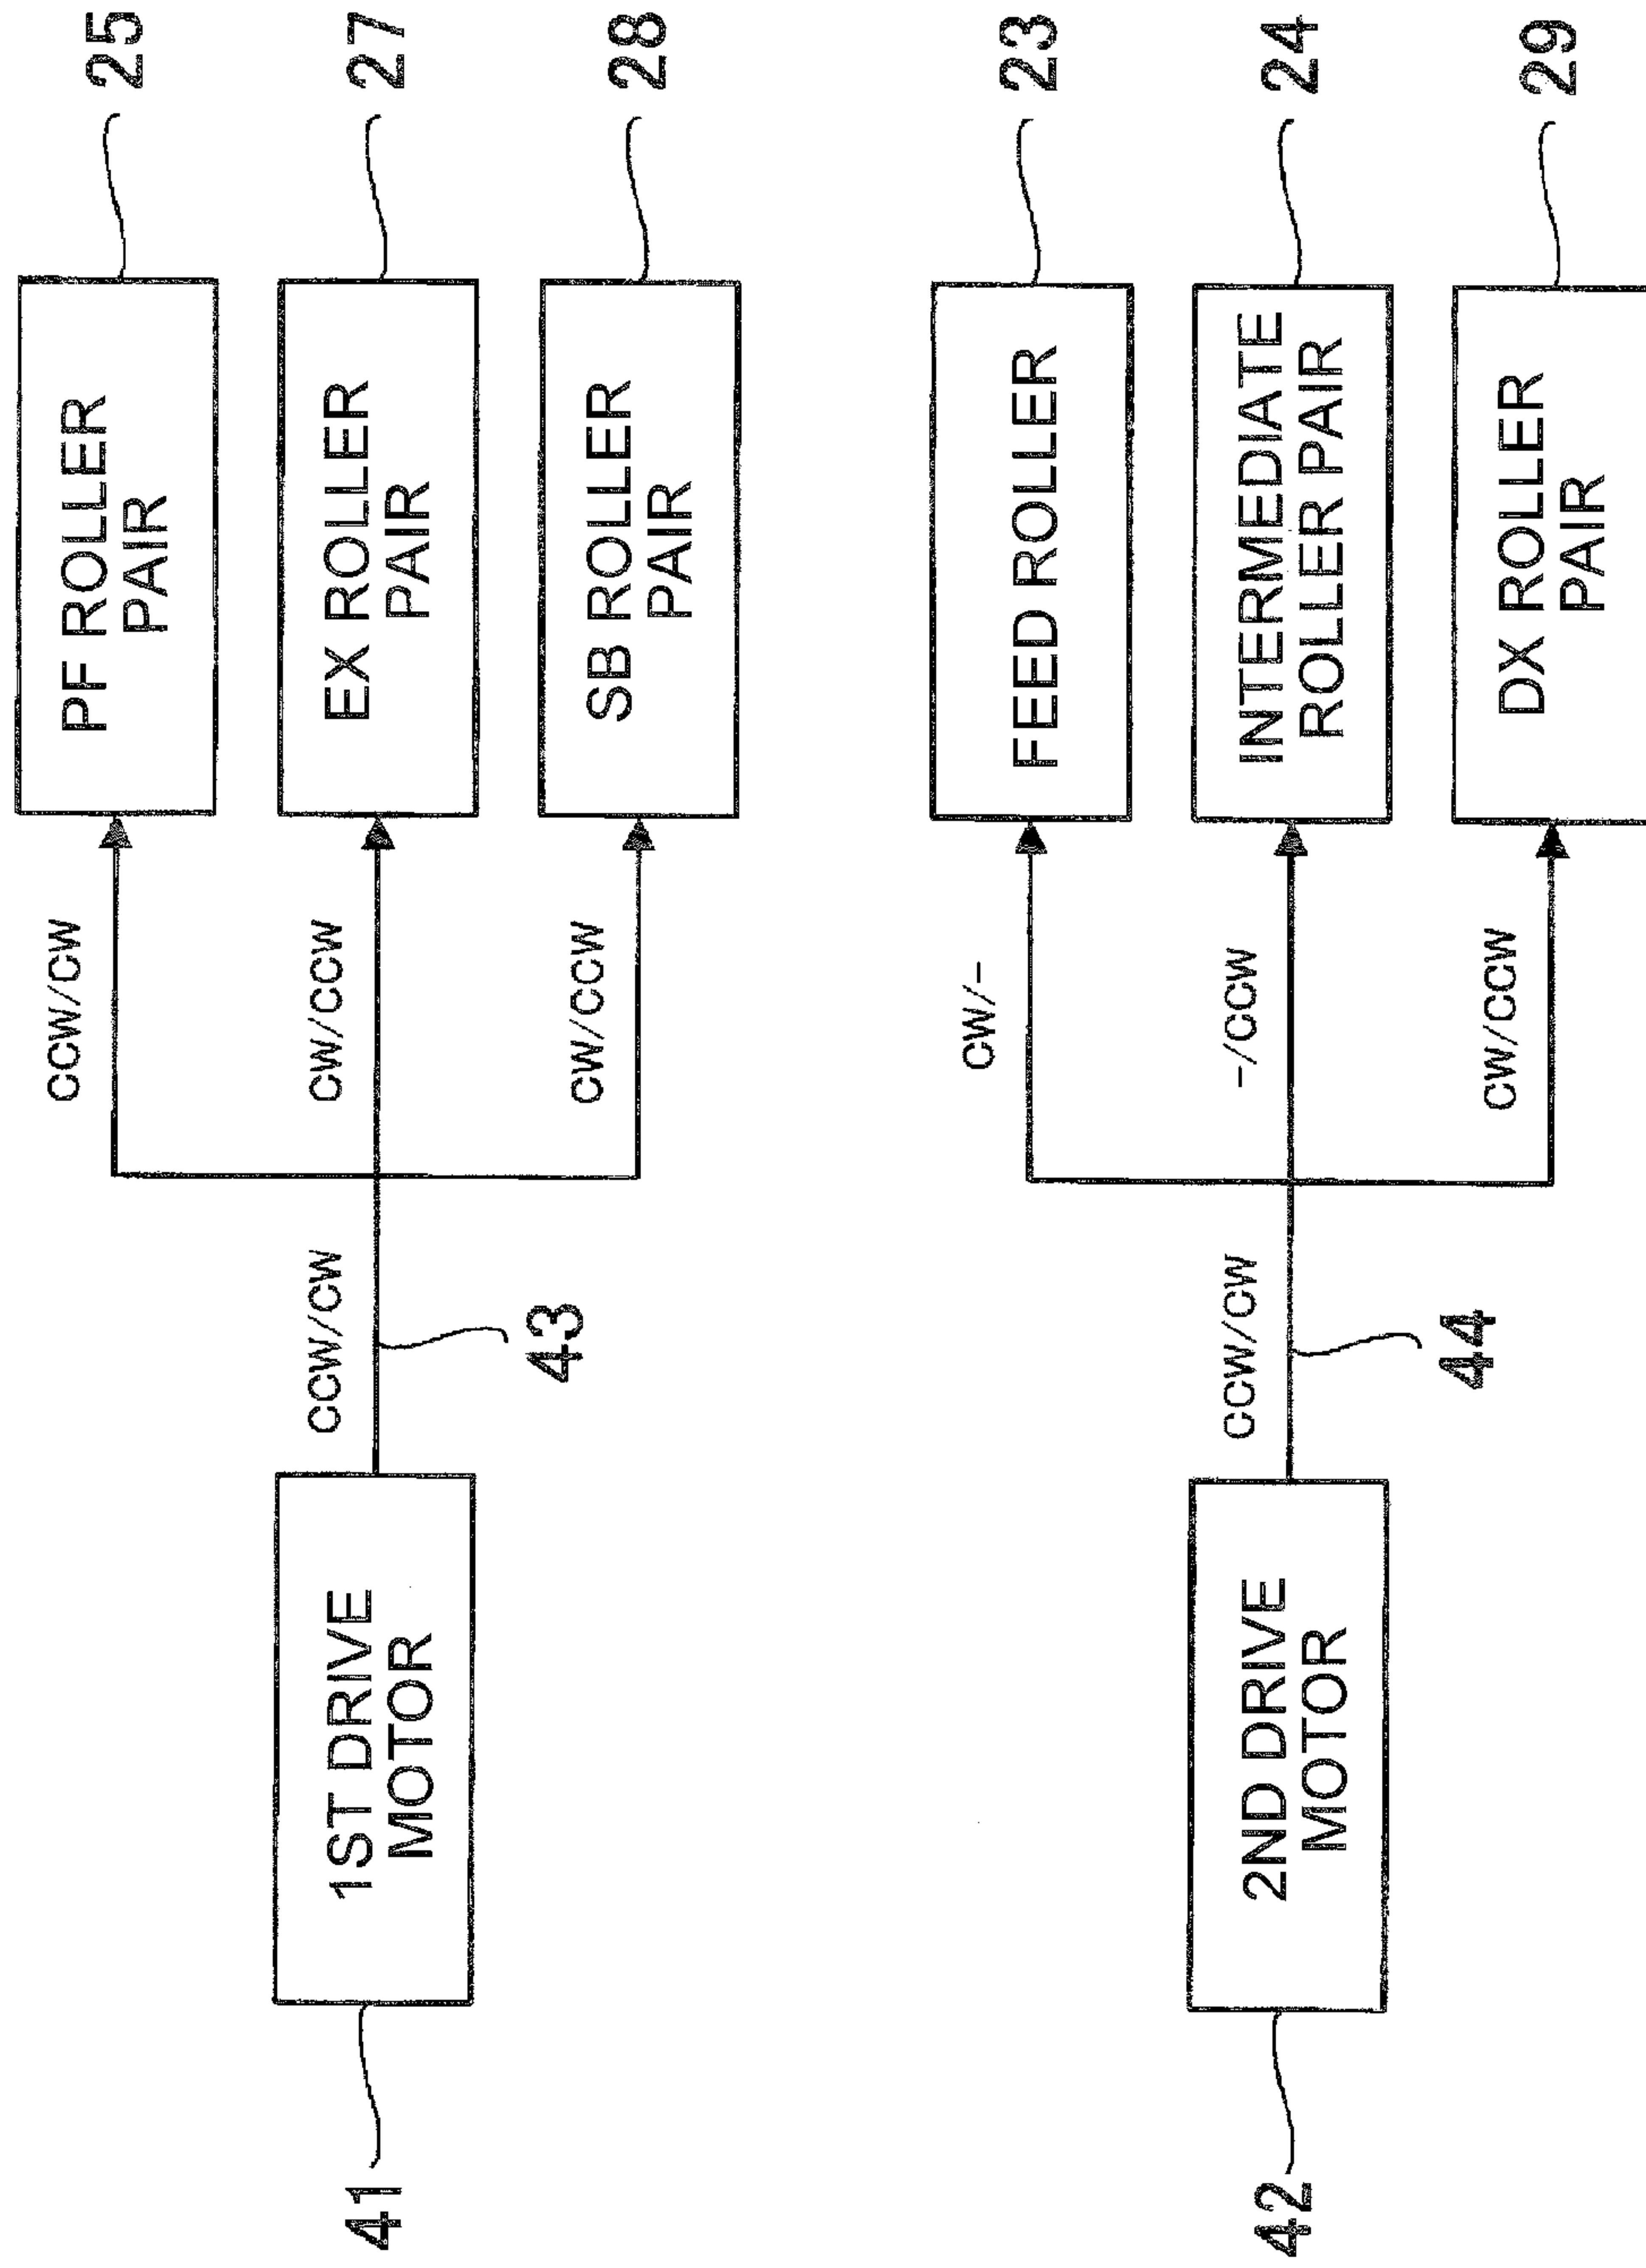 PF ROLLER
PAIR
25
CCW/CW
1ST DRIVE
MOTOR
41
CCW/CW
43
CW/CCW
EX ROLLER
PAIR
27
CW/CCW
SB ROLLER
PAIR
28
CW/-
FEED ROLLER
23
2ND DRIVE
MOTOR
42
CCW/CW
44
-/CCW
INTERMEDIATE
ROLLER PAIR
24
CW/CCW
DX ROLLER
PAIR
29